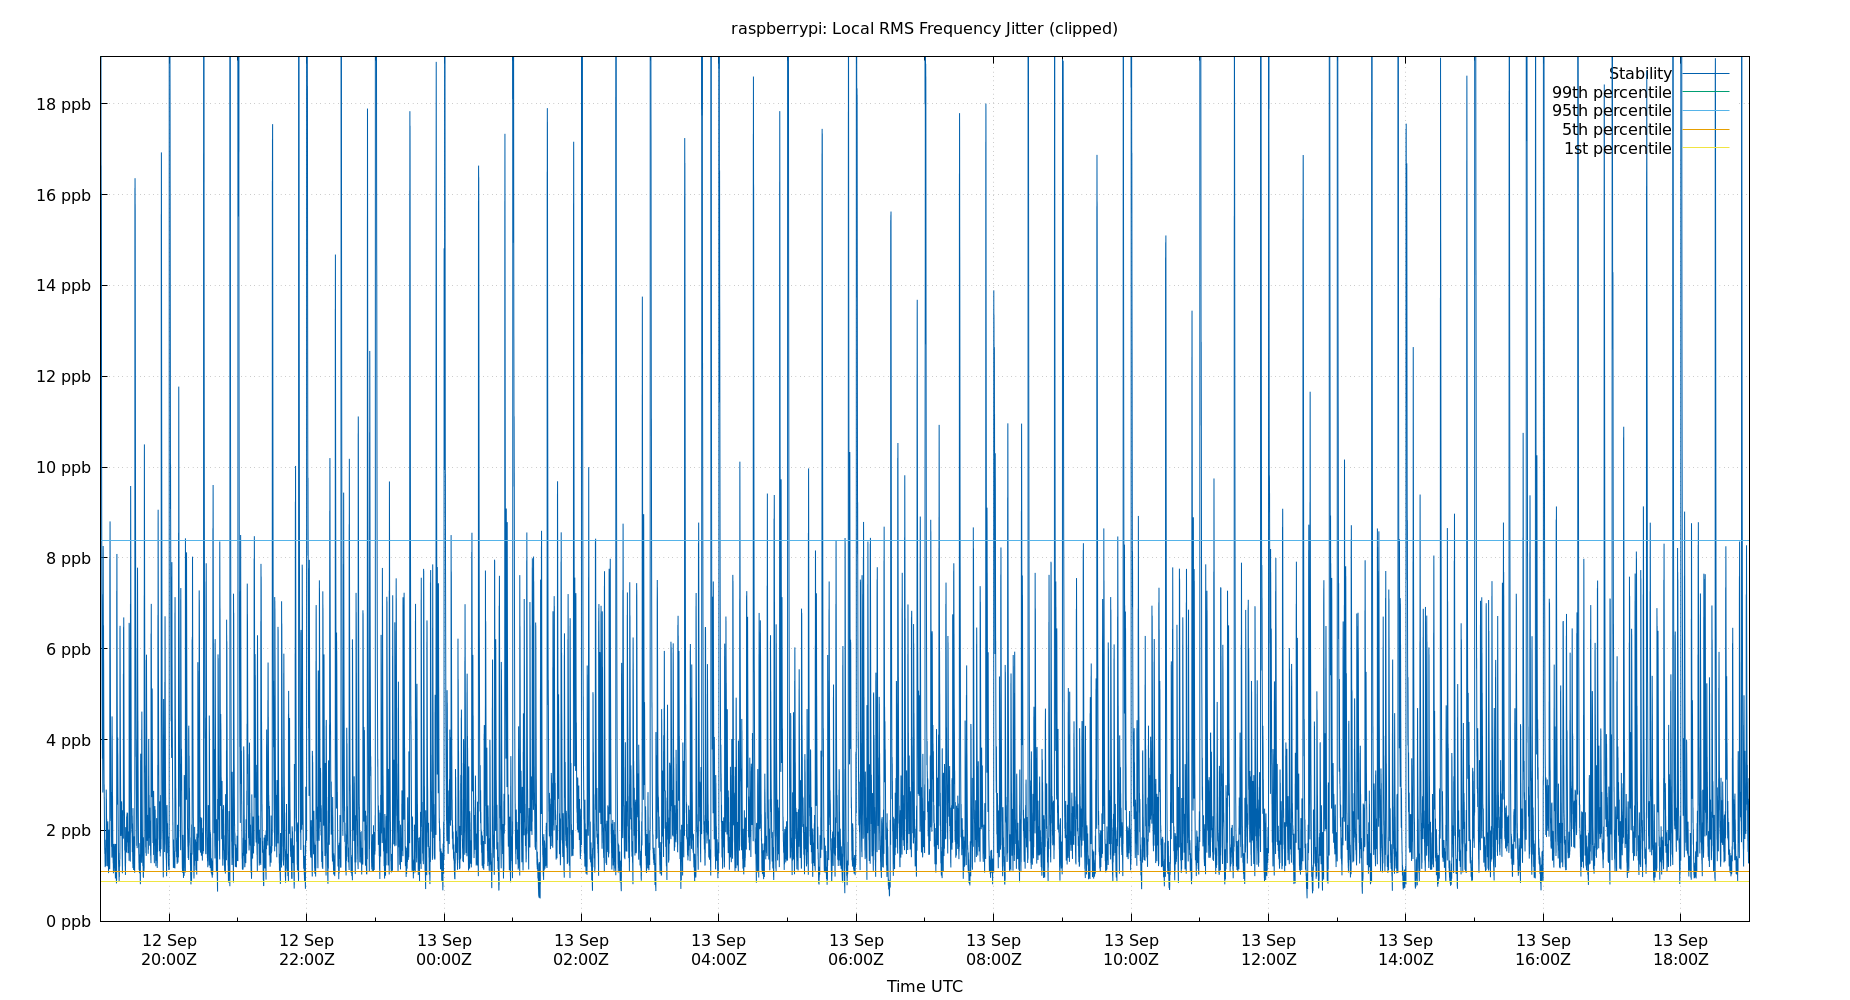 raspberrypi: Local RMS Frequency Jitter (clipped)
Stability
99th percentile
95th percentile
5th percentile
1st percentile
18 ppb
16 ppb
14 ppb
12 ppb
10 ppb
8 ppb
6 ppb
4 ppb
2 ppb
0 ppb
12 Sep 12 Sep 13 Sep 13 Sep 13 Sep 13 Sep 13 Sep 13 Sep 13 Sep 13 Sep 13 Sep 13 Sep
20:00Z 22:00Z 00:00Z 02:00Z 04:00Z 06:00Z 08:00Z 10:00Z 12:00Z 14:00Z 16:00Z 18:00Z
Time UTC